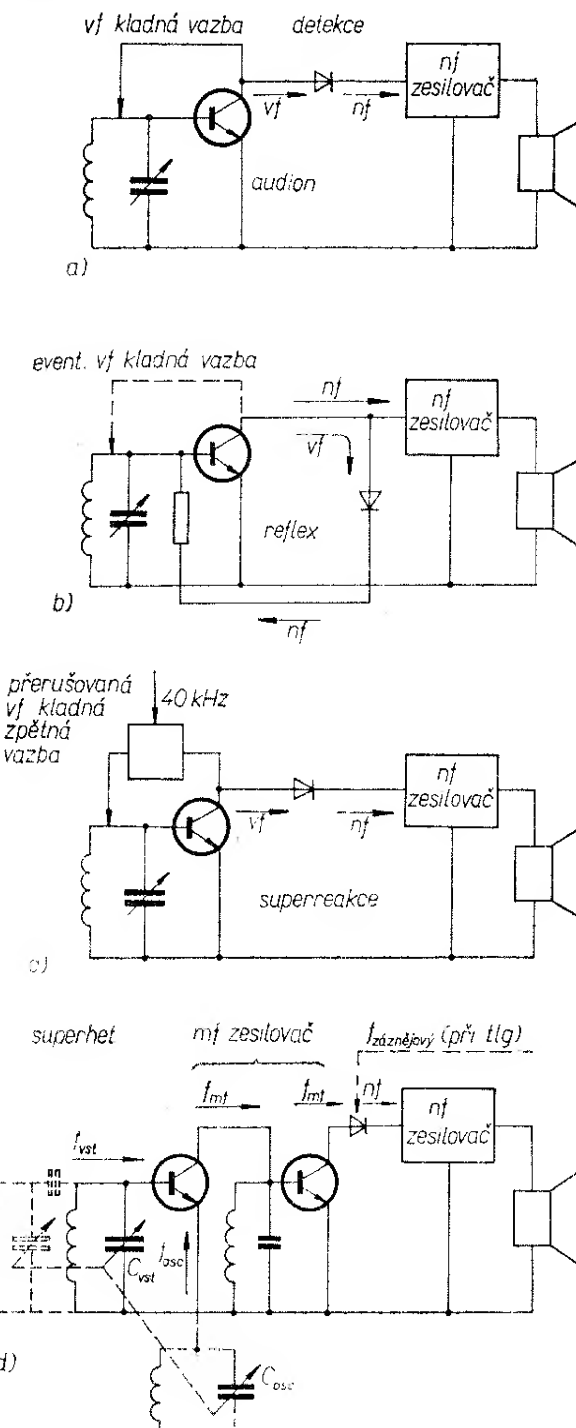 vf kladná vazba
detekce
nf
zesilovač
vf
nf
audion
a)
event. vf kladná vazba
nf
nf
zesilovač
vf
reflex
b)
nf
přerušovaná
vf kladná
zpětná
vazba
40 kHz
nf
zesilovač
vf
nf
superreakce
c)
superhet
mf zesilovač
fzáznějový (při tlg)
fmf
fmf
nf
nf
zesilovač
fvst
Cvst
fosc
d)
Cosc